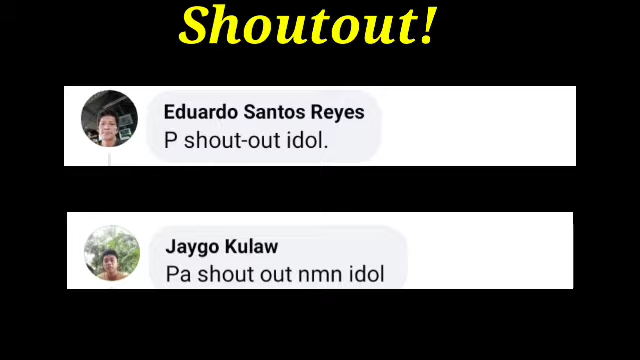 Shoutout!
Eduardo Santos Reyes
P shout-out idol.
Jaygo Kulaw
Pa shout out nmn idol